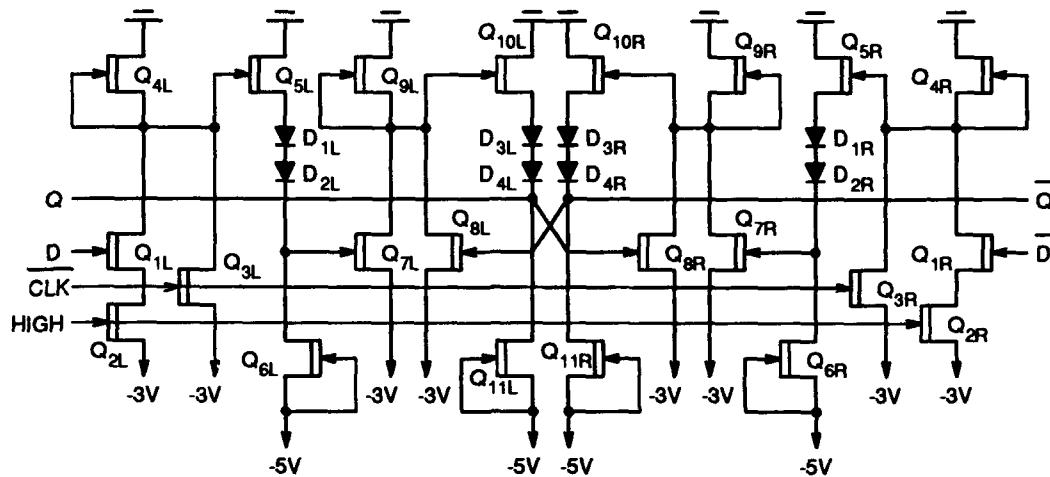 Q10L Q10R
Q4L Q5L Q9L Q9R Q5R Q4R
D1L D3L D3R D1R
D2L D4L D4R D2R
Q Q̅
Q8L Q7R
D Q1L Q3L Q7L Q8R Q1R D̅
C̅L̅K̅ Q3R
HIGH
Q2L Q6L Q11L Q11R Q6R Q2R
-3V -3V -3V -3V -3V -3V -3V -3V
-5V -5V -5V -5V